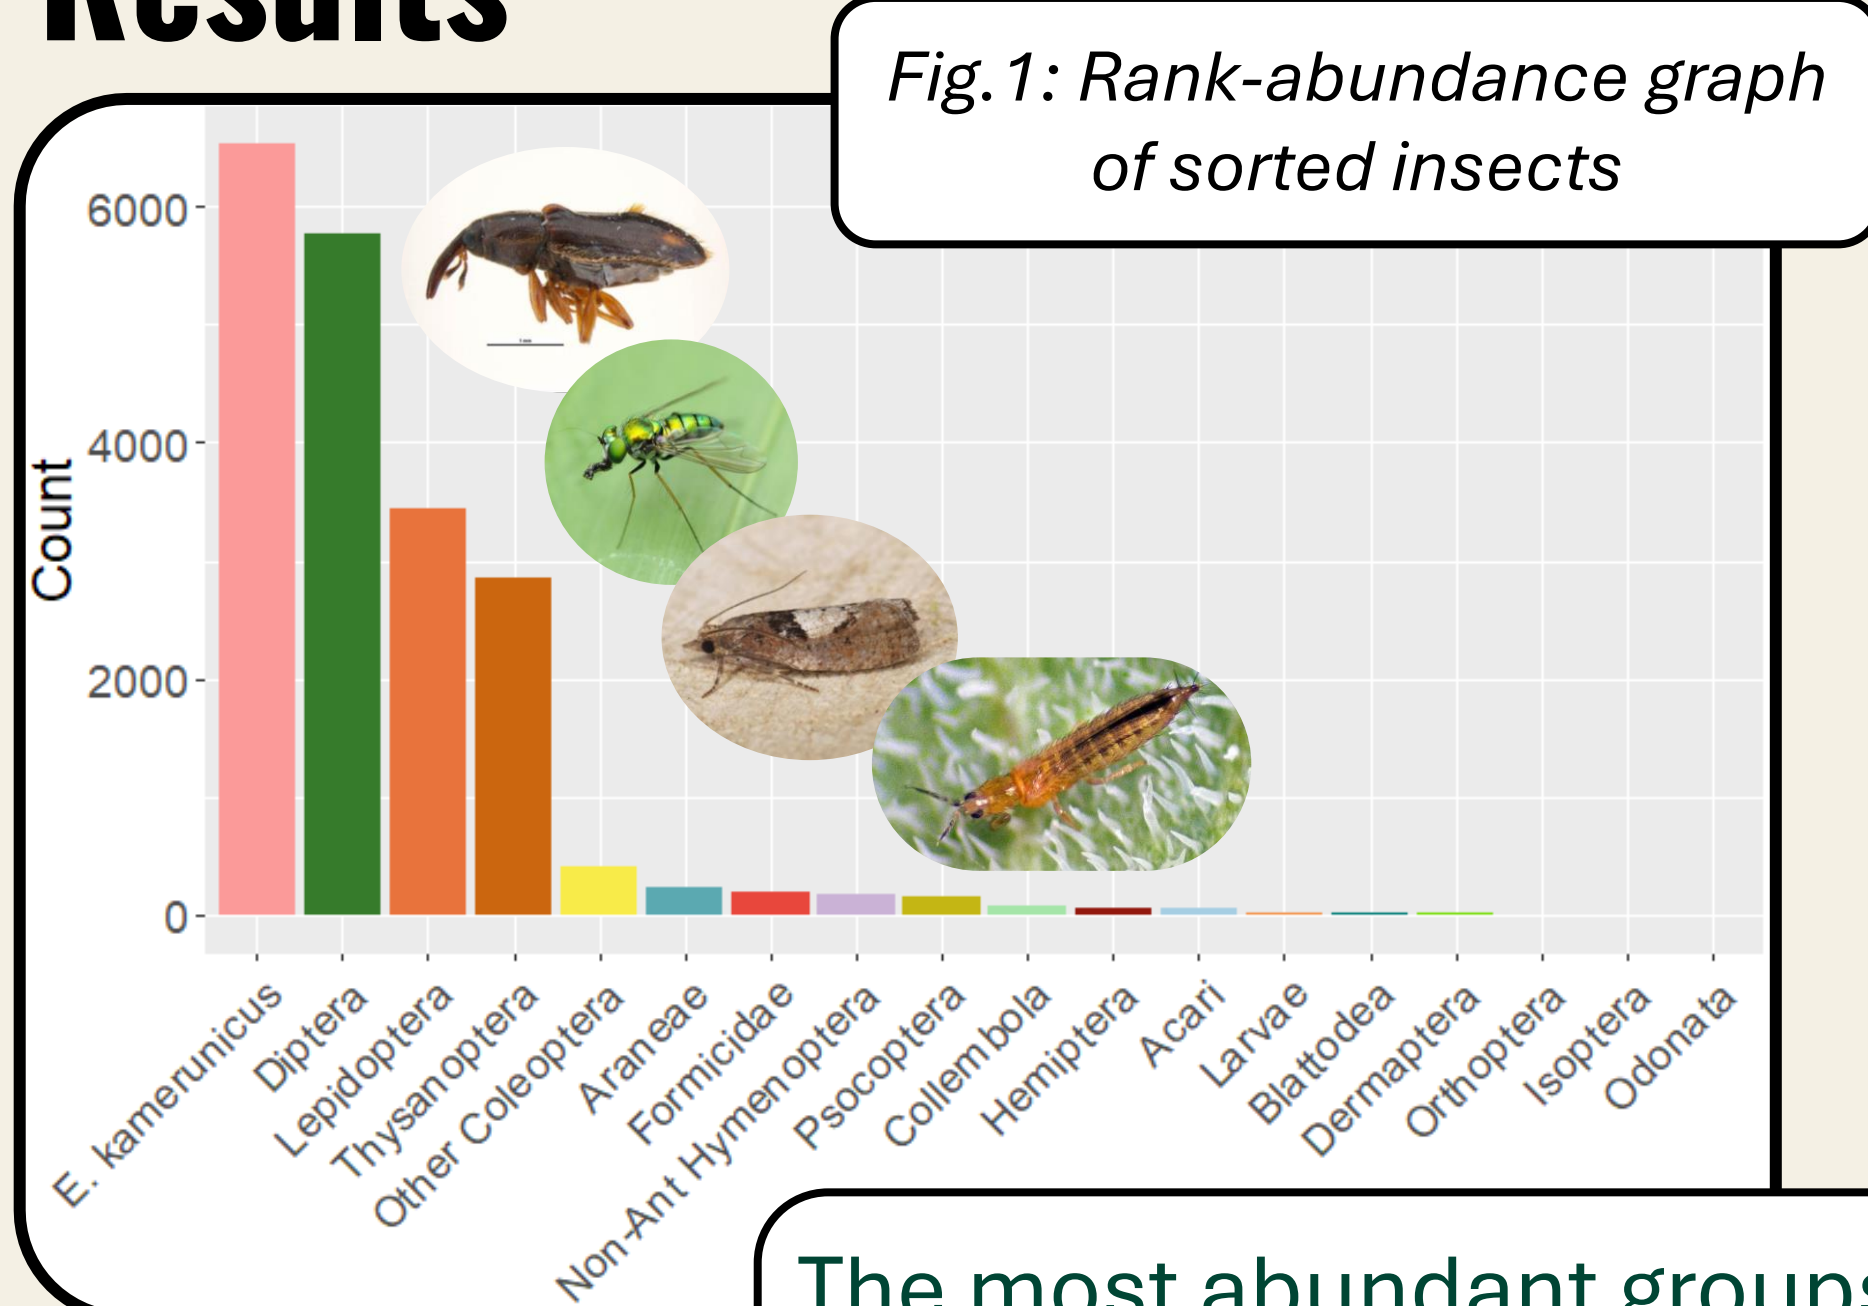 Results
Fig.1: Rank-abundance graph
of sorted insects
6000
4000
2000
0
Count
E. kamerunicus
Diptera
Lepidoptera
Thysanoptera
Other Coleoptera
Araneae
Formicidae
Non-Ant Hymenoptera
Psocoptera
Collembola
Hemiptera
Acari
Larvae
Blattodea
Dermaptera
Orthoptera
Isoptera
Odonata
The most abundant groups